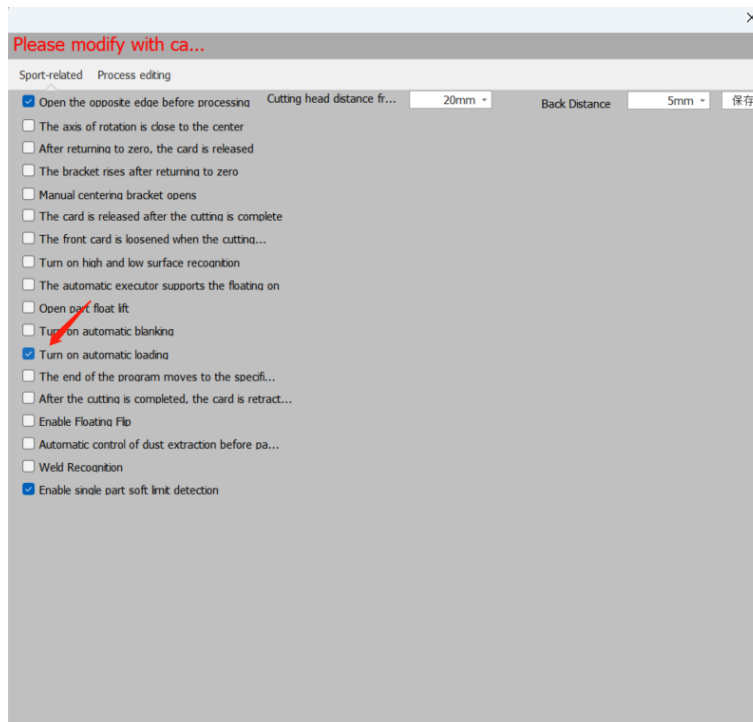 Please modify with ca...
Sport-related Process editing
Open the opposite edge before processing Cutting head distance fr... 20mm Back Distance 5mm 保存
The axis of rotation is close to the center
After returning to zero, the card is released
The bracket rises after returning to zero
Manual centering bracket opens
The card is released after the cutting is complete
The front card is loosened when the cutting...
Turn on high and low surface recognition
The automatic executor supports the floating on
Open part float lift
Turn on automatic blanking
Turn on automatic loading
The end of the program moves to the specifi...
After the cutting is completed, the card is retract...
Enable Floating Flip
Automatic control of dust extraction before pa...
Weld Recognition
Enable single part soft limit detection